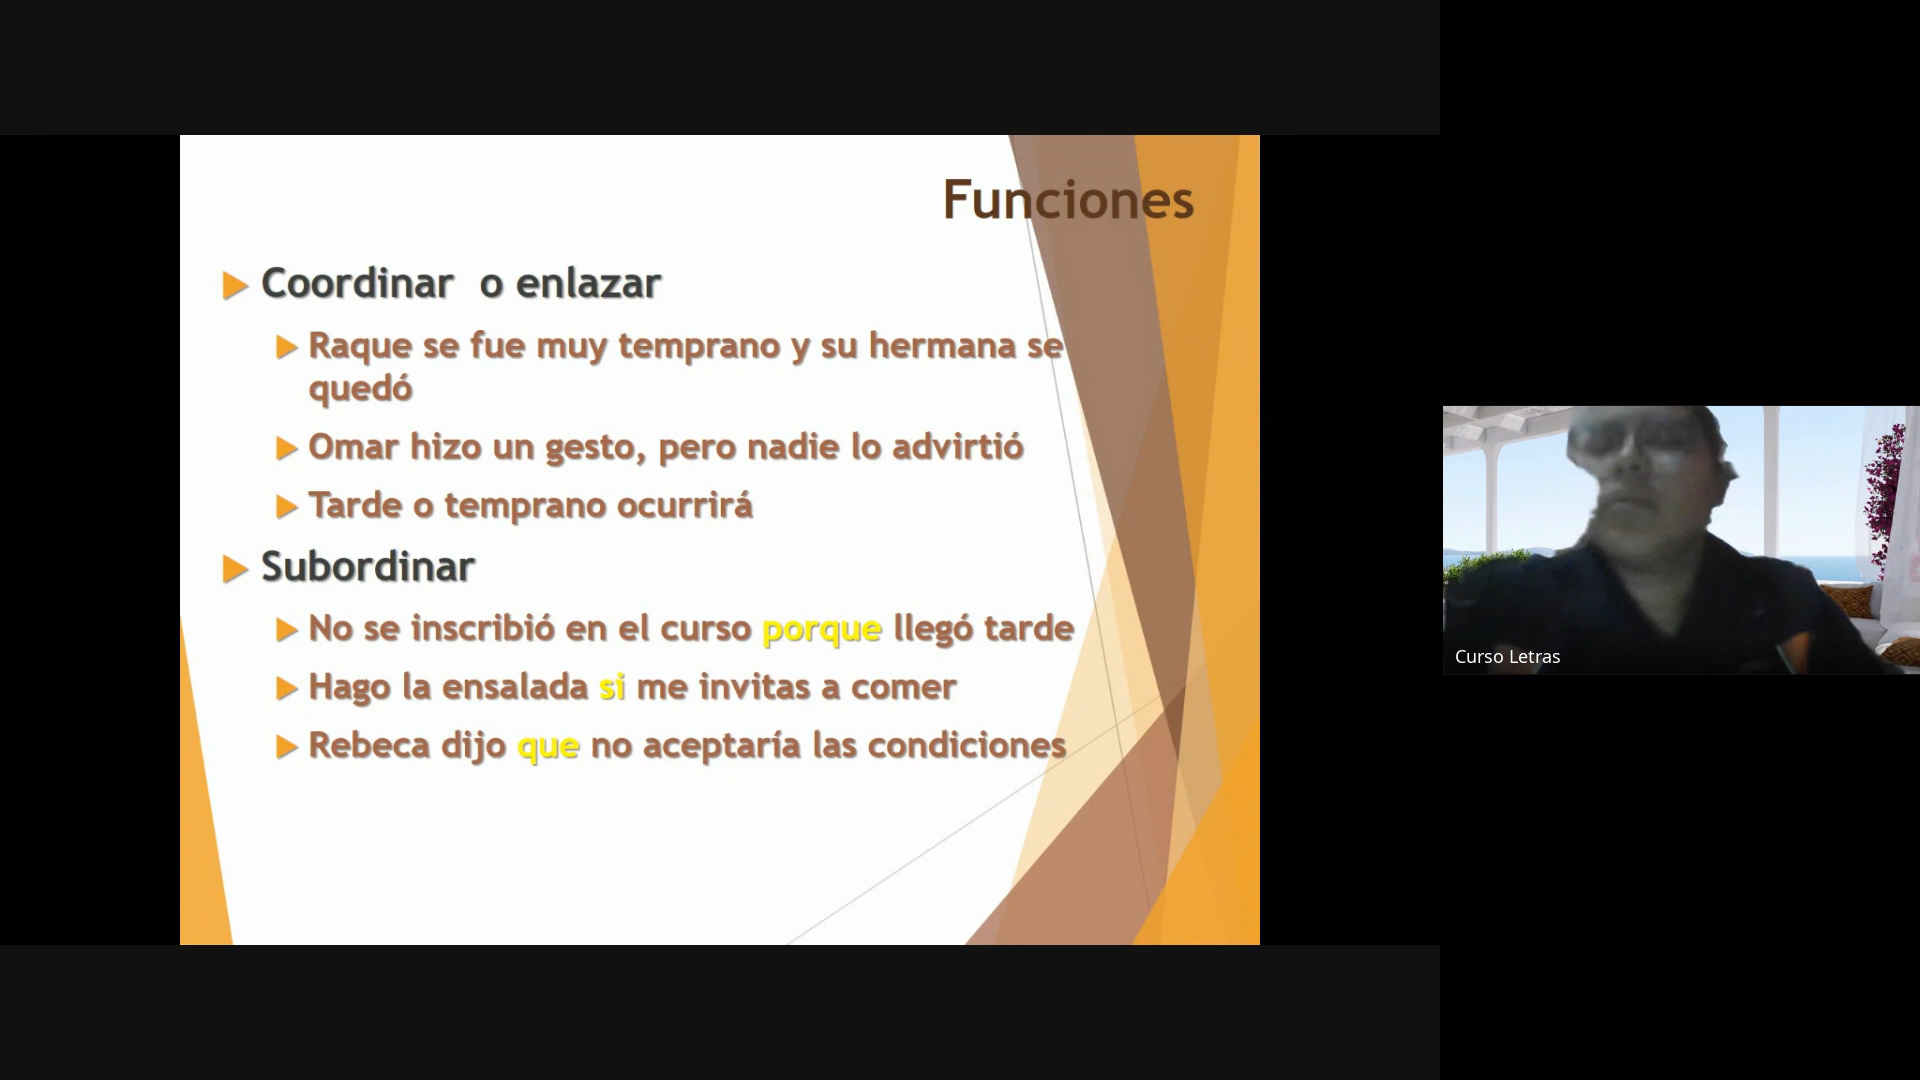 Funciones
Coordinar o enlazar
Raque se fue muy temprano y su hermana se
quedó
Omar hizo un gesto, pero nadie lo advirtió
Tarde o temprano ocurrirá
Subordinar
No se inscribió en el curso porque llegó tarde
Hago la ensalada si me invitas a comer
Rebeca dijo que no aceptaría las condiciones
Curso Letras